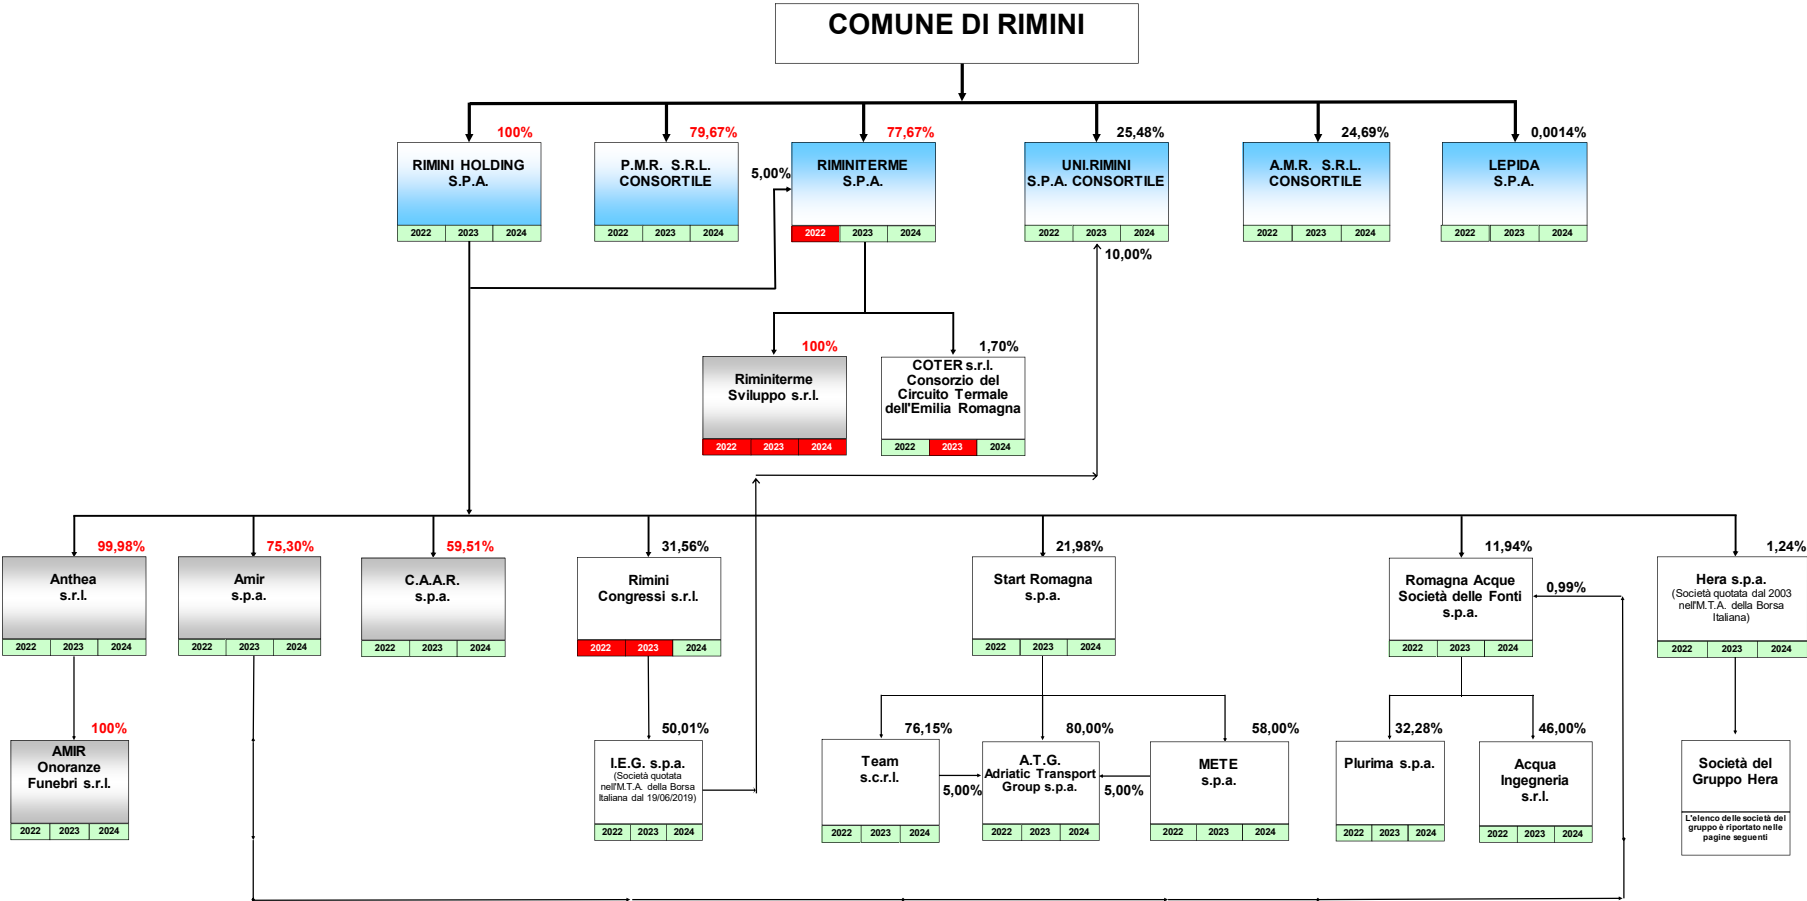 COMUNE DI RIMINI
100%
79,67%
77,67%
25,48%
24,69%
0,0014%
RIMINI HOLDING
S.P.A.
2022 2023 2024
P.M.R. S.R.L.
CONSORTILE
2022 2023 2024
5,00%
RIMINITERME
S.P.A.
2022 2023 2024
UNI.RIMINI
S.P.A. CONSORTILE
2022 2023 2024
10,00%
A.M.R. S.R.L.
CONSORTILE
2022 2023 2024
LEPIDA
S.P.A.
2022 2023 2024
100%
Riminiterme
Sviluppo s.r.l.
2022 2023 2024
1,70%
COTER s.r.l.
Consorzio del
Circuito Termale
dell'Emilia Romagna
2022 2023 2024
99,98%
Anthea
s.r.l.
2022 2023 2024
75,30%
Amir
s.p.a.
2022 2023 2024
59,51%
C.A.A.R.
s.p.a.
2022 2023 2024
31,56%
Rimini
Congressi s.r.l.
2022 2023 2024
21,98%
Start Romagna
s.p.a.
2022 2023 2024
11,94%
Romagna Acque
Società delle Fonti
s.p.a.
2022 2023 2024
0,99%
1,24%
Hera s.p.a.
(Società quotata dal 2003
nell'M.T.A. della Borsa
Italiana)
2022 2023 2024
100%
AMIR
Onoranze
Funebri s.r.l.
2022 2023 2024
50,01%
I.E.G. s.p.a.
(Società quotata
nell'M.T.A. della Borsa
Italiana dal 19/06/2019)
2022 2023 2024
76,15%
Team
s.c.r.l.
2022 2023 2024
5,00%
80,00%
A.T.G.
Adriatic Transport
Group s.p.a.
2022 2023 2024
5,00%
58,00%
METE
s.p.a.
2022 2023 2024
32,28%
Plurima s.p.a.
2022 2023 2024
46,00%
Acqua
Ingegneria
s.r.l.
2022 2023 2024
Società del
Gruppo Hera
L'elenco delle società del
gruppo è riportato nelle
pagine seguenti